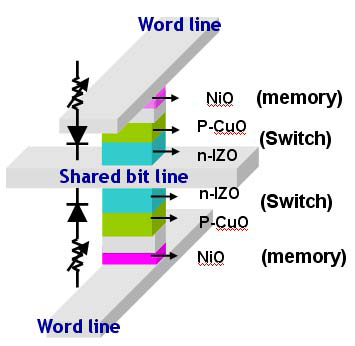 Word line
NiO (memory)
P-CuO
(Switch)
n-IZO
Shared bit line
n-IZO
(Switch)
P-CuO
NiO (memory)
Word line